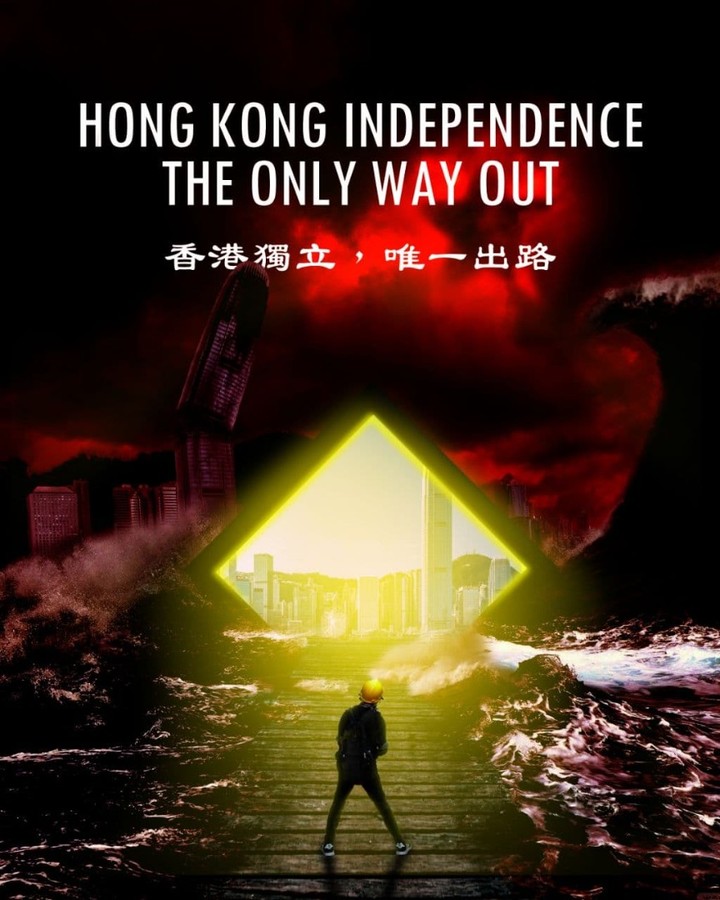 HONG KONG INDEPENDENCE
THE ONLY WAY OUT
香港獨立，唯一出路